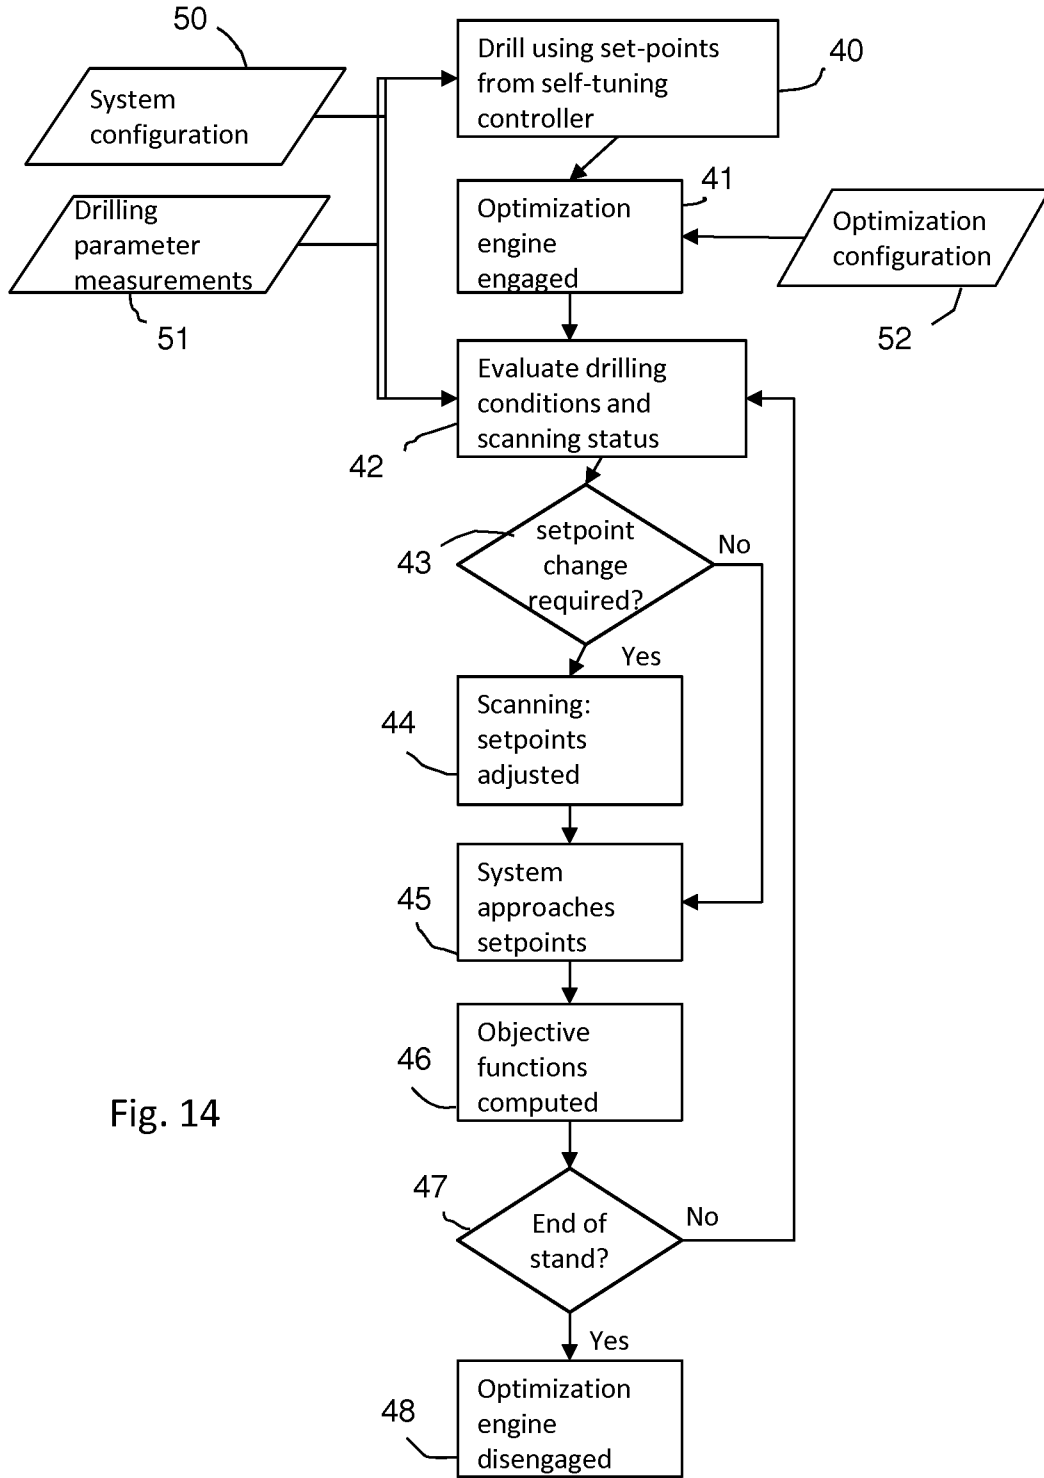 50
System
configuration
Drilling
parameter
measurements
51
Drill using set-points
from self-tuning
controller
40
Optimization
engine
engaged
41
Optimization
configuration
52
Evaluate drilling
conditions and
scanning status
42
setpoint
change
required?
43
No
Yes
Scanning:
setpoints
adjusted
44
System
approaches
setpoints
45
Objective
functions
computed
46
Fig. 14
End of
stand?
47
No
Yes
Optimization
engine
disengaged
48